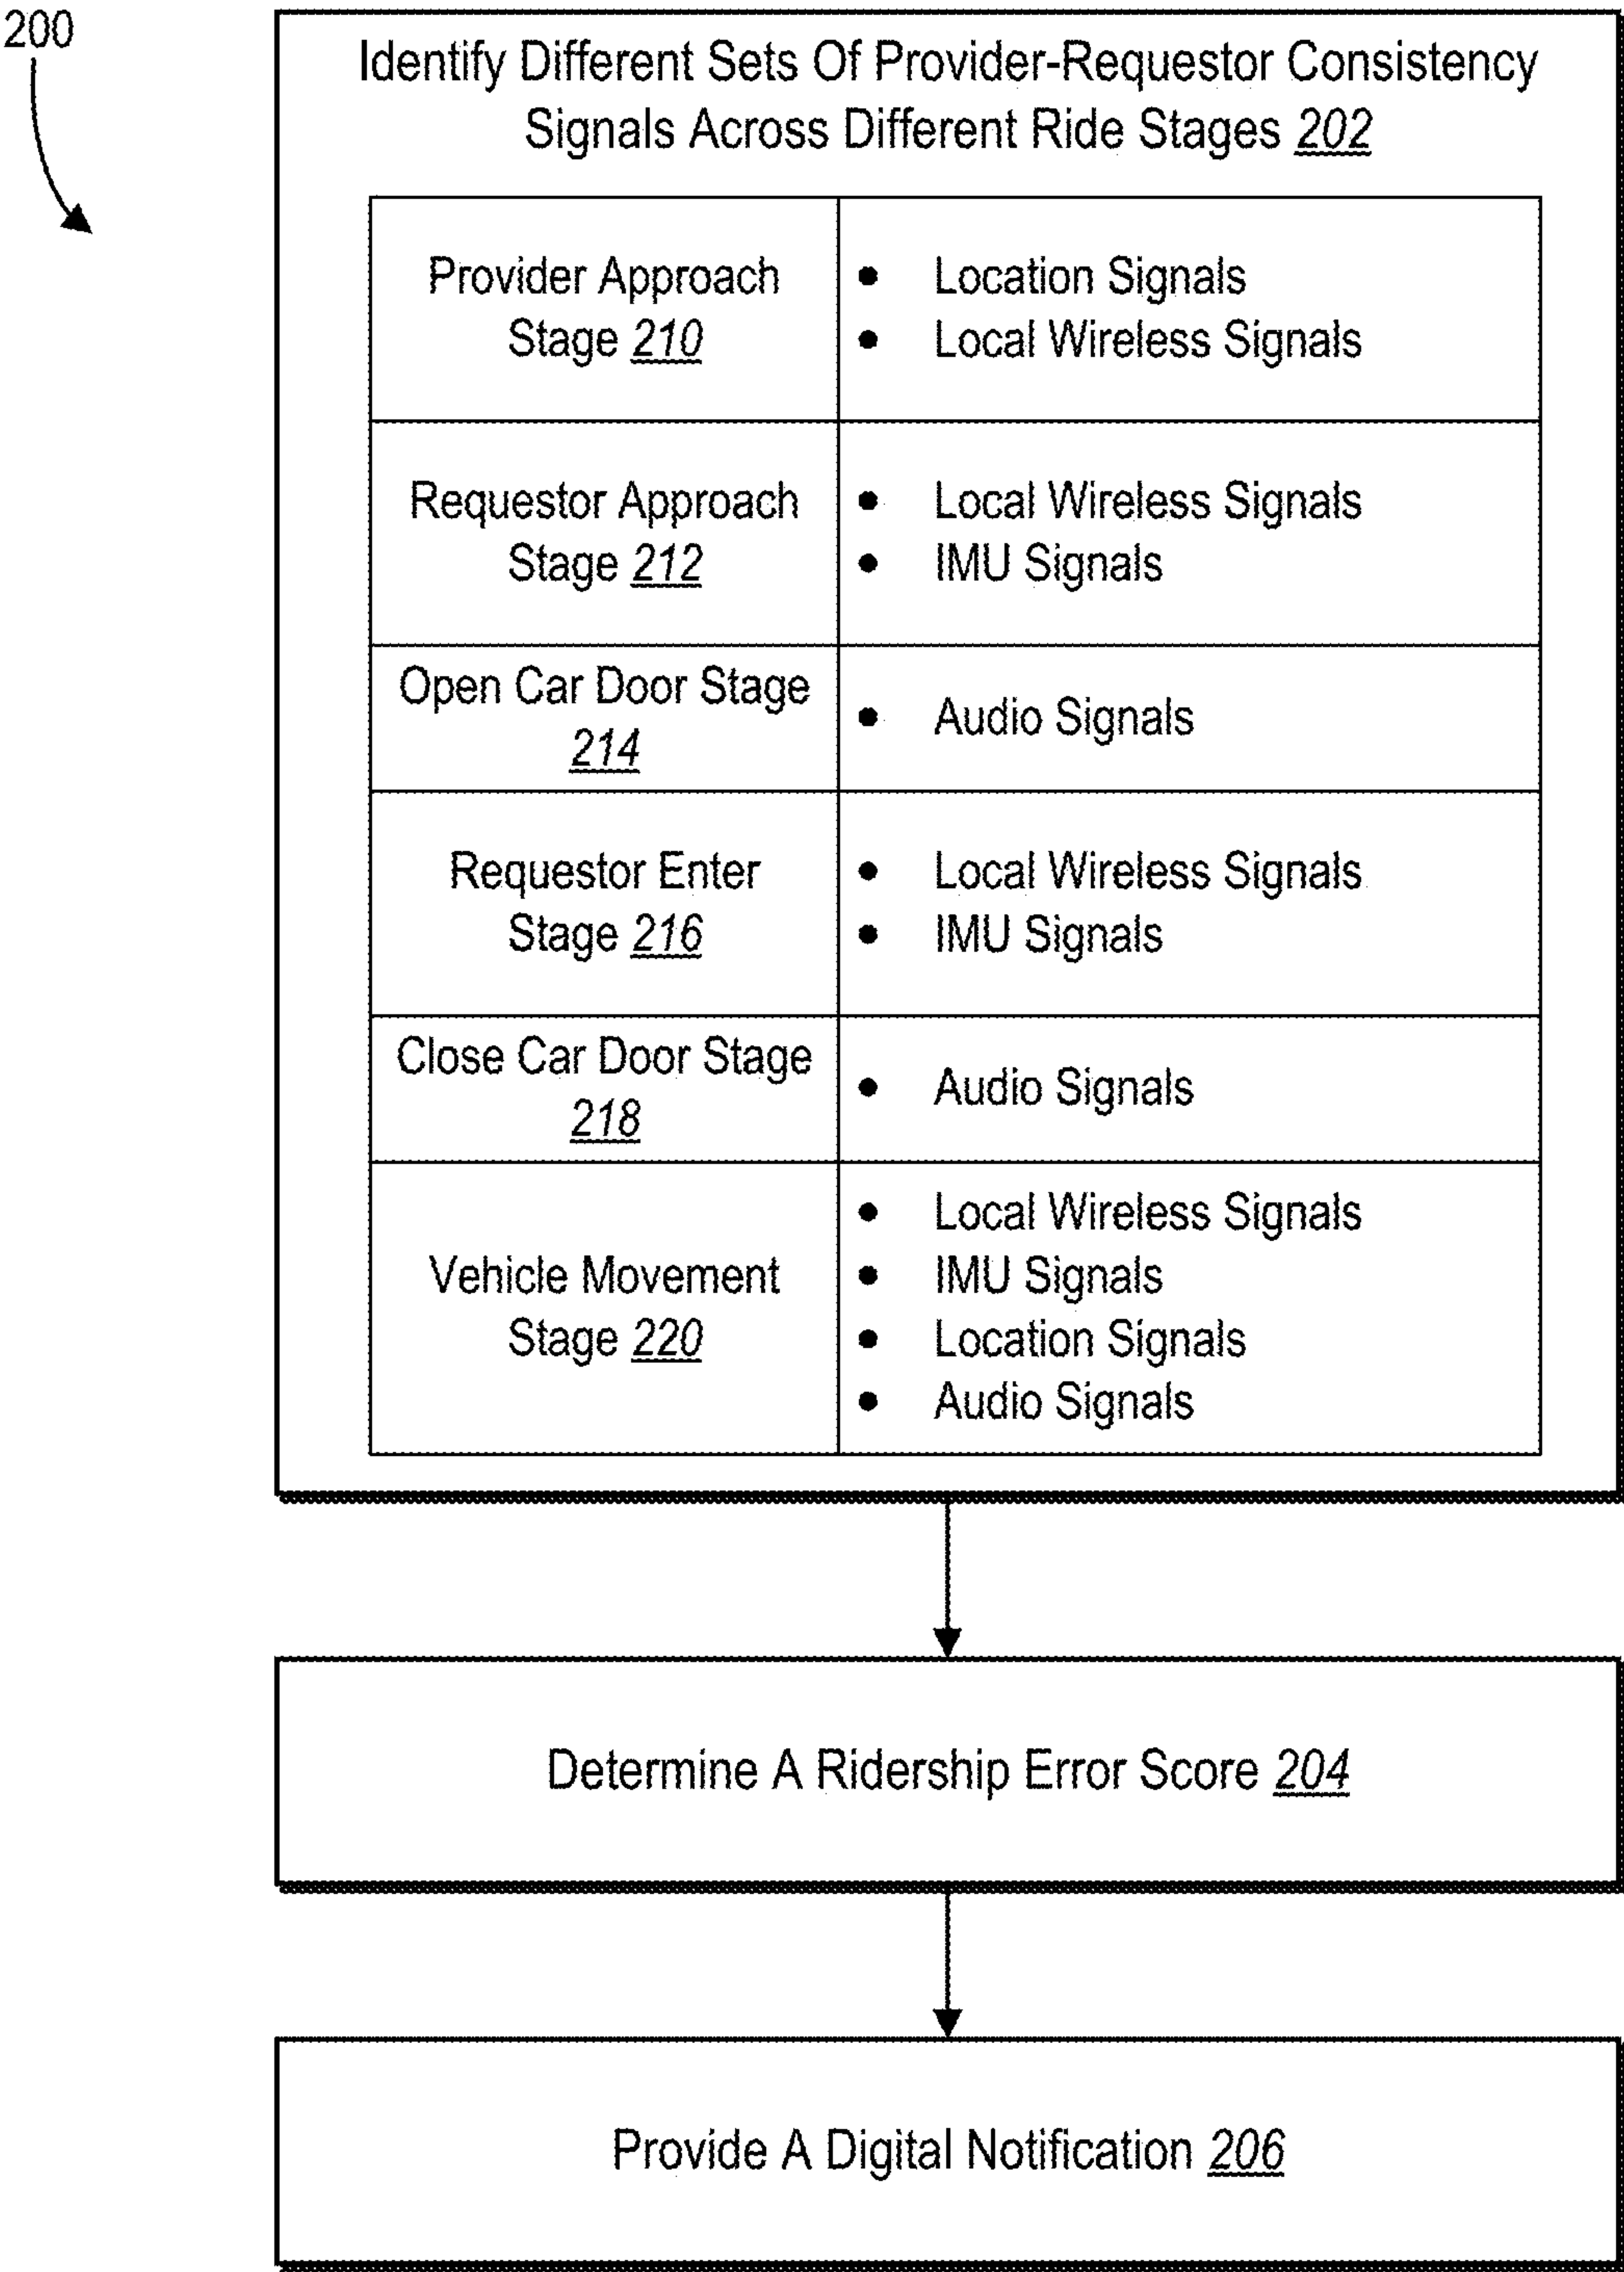 200
Identify Different Sets Of Provider-Requestor Consistency
Signals Across Different Ride Stages 202
Provider Approach
Stage 210
• Location Signals
• Local Wireless Signals
Requestor Approach
Stage 212
• Local Wireless Signals
• IMU Signals
Open Car Door Stage
214
• Audio Signals
Requestor Enter
Stage 216
• Local Wireless Signals
• IMU Signals
Close Car Door Stage
218
• Audio Signals
Vehicle Movement
Stage 220
• Local Wireless Signals
• IMU Signals
• Location Signals
• Audio Signals
Determine A Ridership Error Score 204
Provide A Digital Notification 206